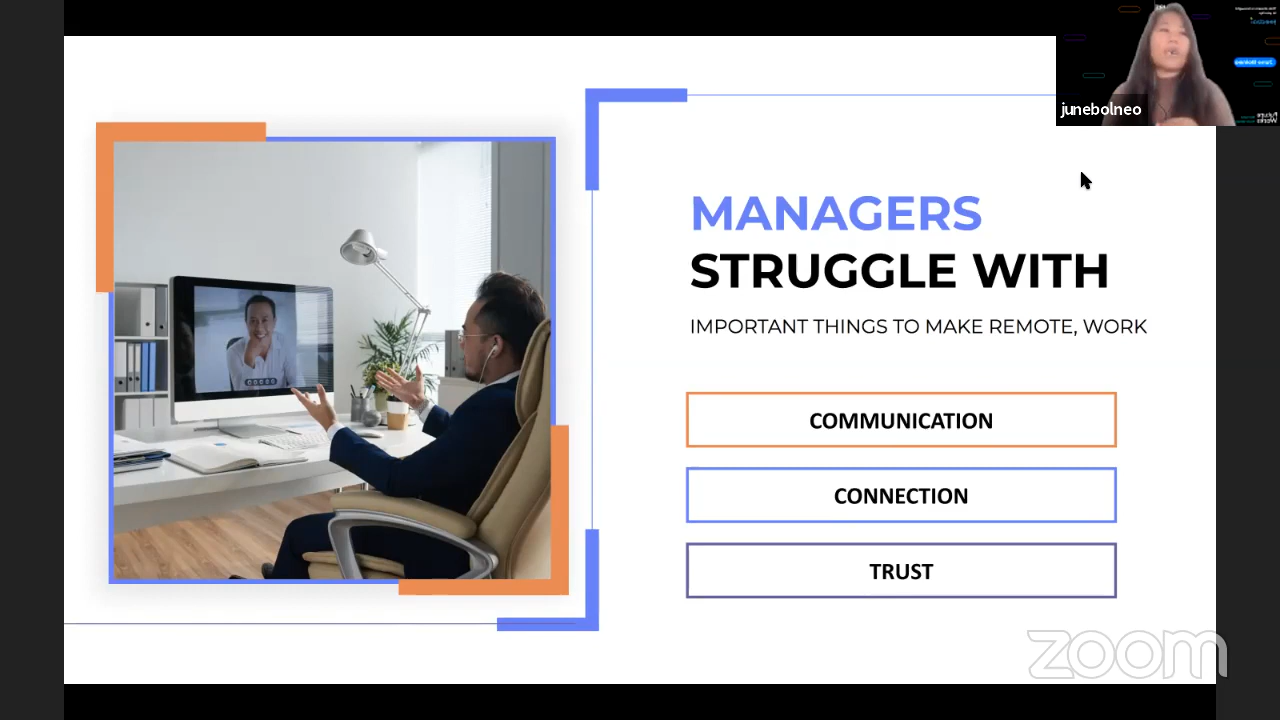 junebolneo
MANAGERS
STRUGGLE WITH
IMPORTANT THINGS TO MAKE REMOTE, WORK
COMMUNICATION
CONNECTION
TRUST
zoom